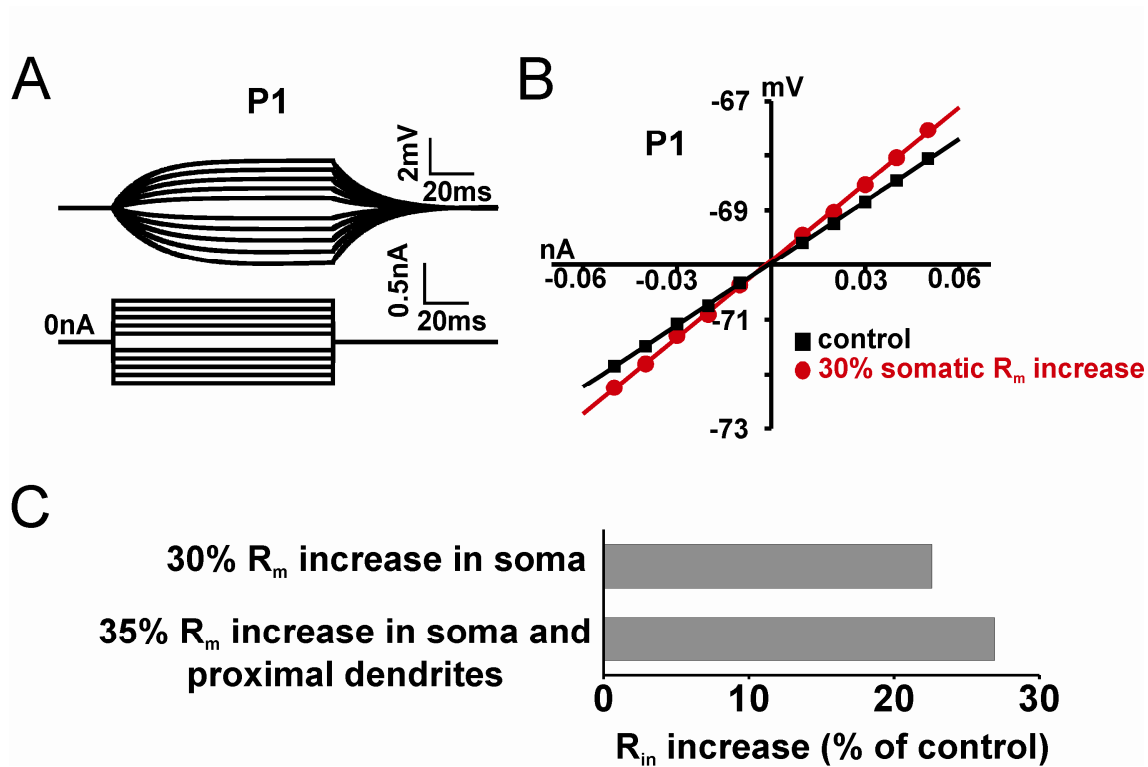 A
P1
2mV
20ms
0.5nA
20ms
0nA
B
mV
-67
P1
-69
nA
-0.06
-0.03
0.03
0.06
-71
control
30% somatic Rm increase
-73
C
30% Rm increase in soma
35% Rm increase in soma and
proximal dendrites
0
10
20
30
Rin increase (% of control)